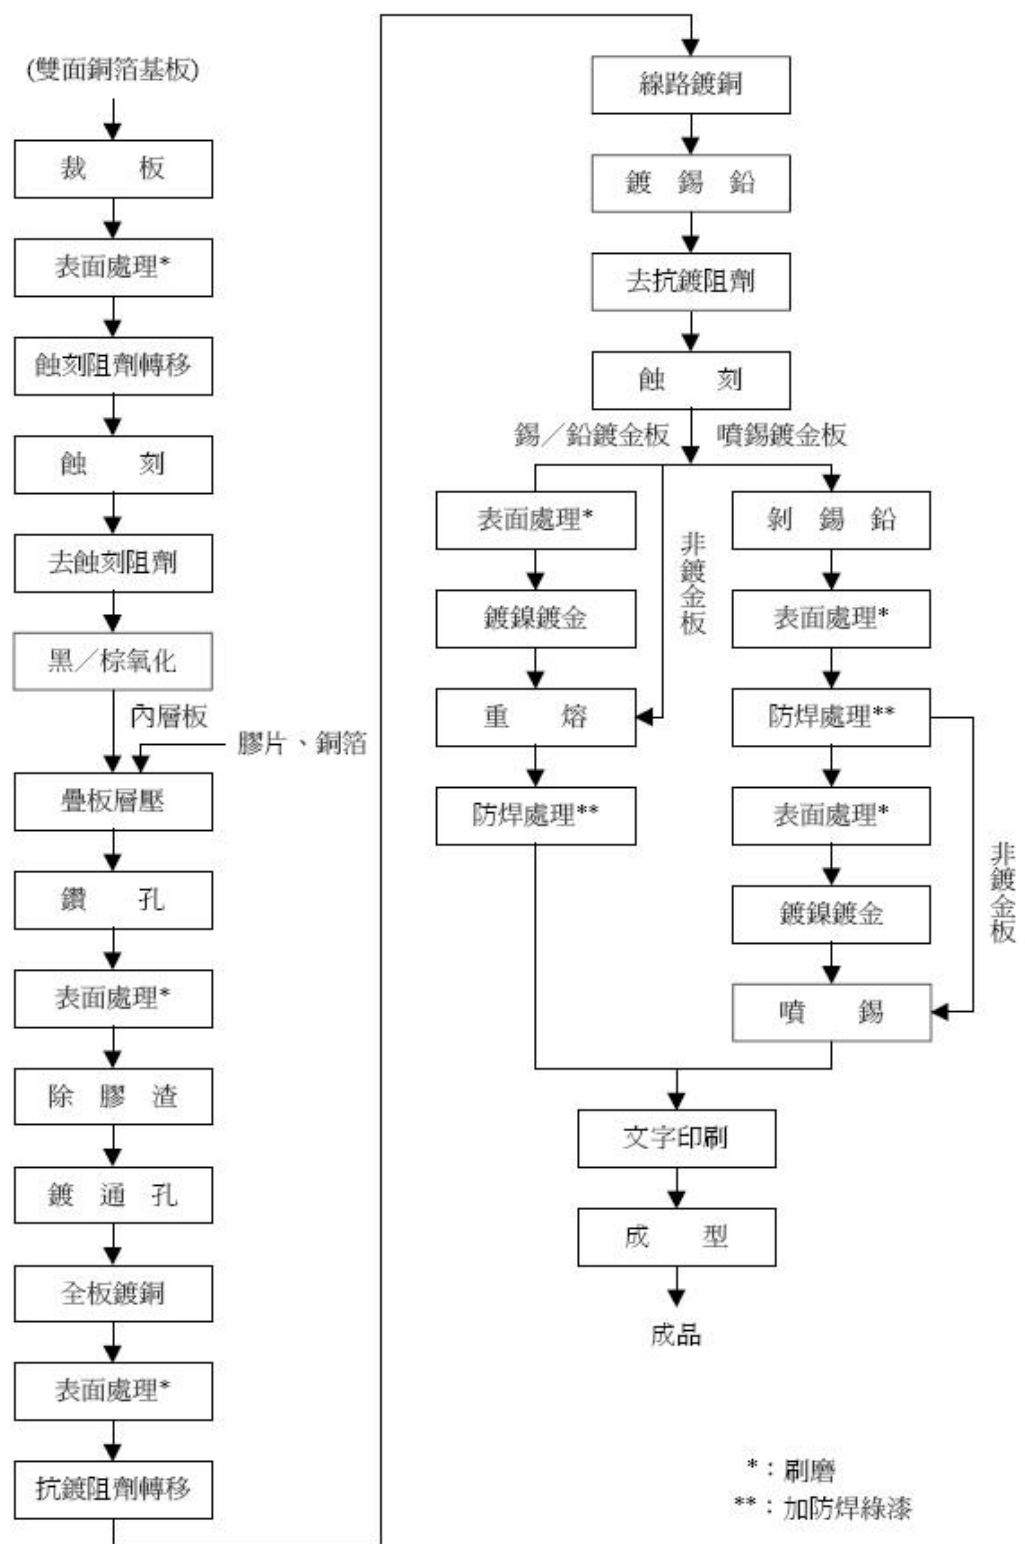 (雙面銅箔基板)
裁 板
表面處理*
蝕刻阻劑轉移
蝕 刻
去蝕刻阻劑
黑／棕氧化
內層板
膠片、銅箔
疊板層壓
鑽 孔
表面處理*
除 膠 渣
鍍 通 孔
全板鍍銅
表面處理*
抗鍍阻劑轉移
線路鍍銅
鍍 錫 鉛
去抗鍍阻劑
蝕 刻
錫／鉛鍍金板
噴錫鍍金板
表面處理*
鍍鎳鍍金
重 熔
防焊處理**
非鍍金板
剝 錫 鉛
表面處理*
防焊處理**
表面處理*
鍍鎳鍍金
噴 錫
非鍍金板
文字印刷
成 型
成品
*：刷磨
**：加防焊綠漆